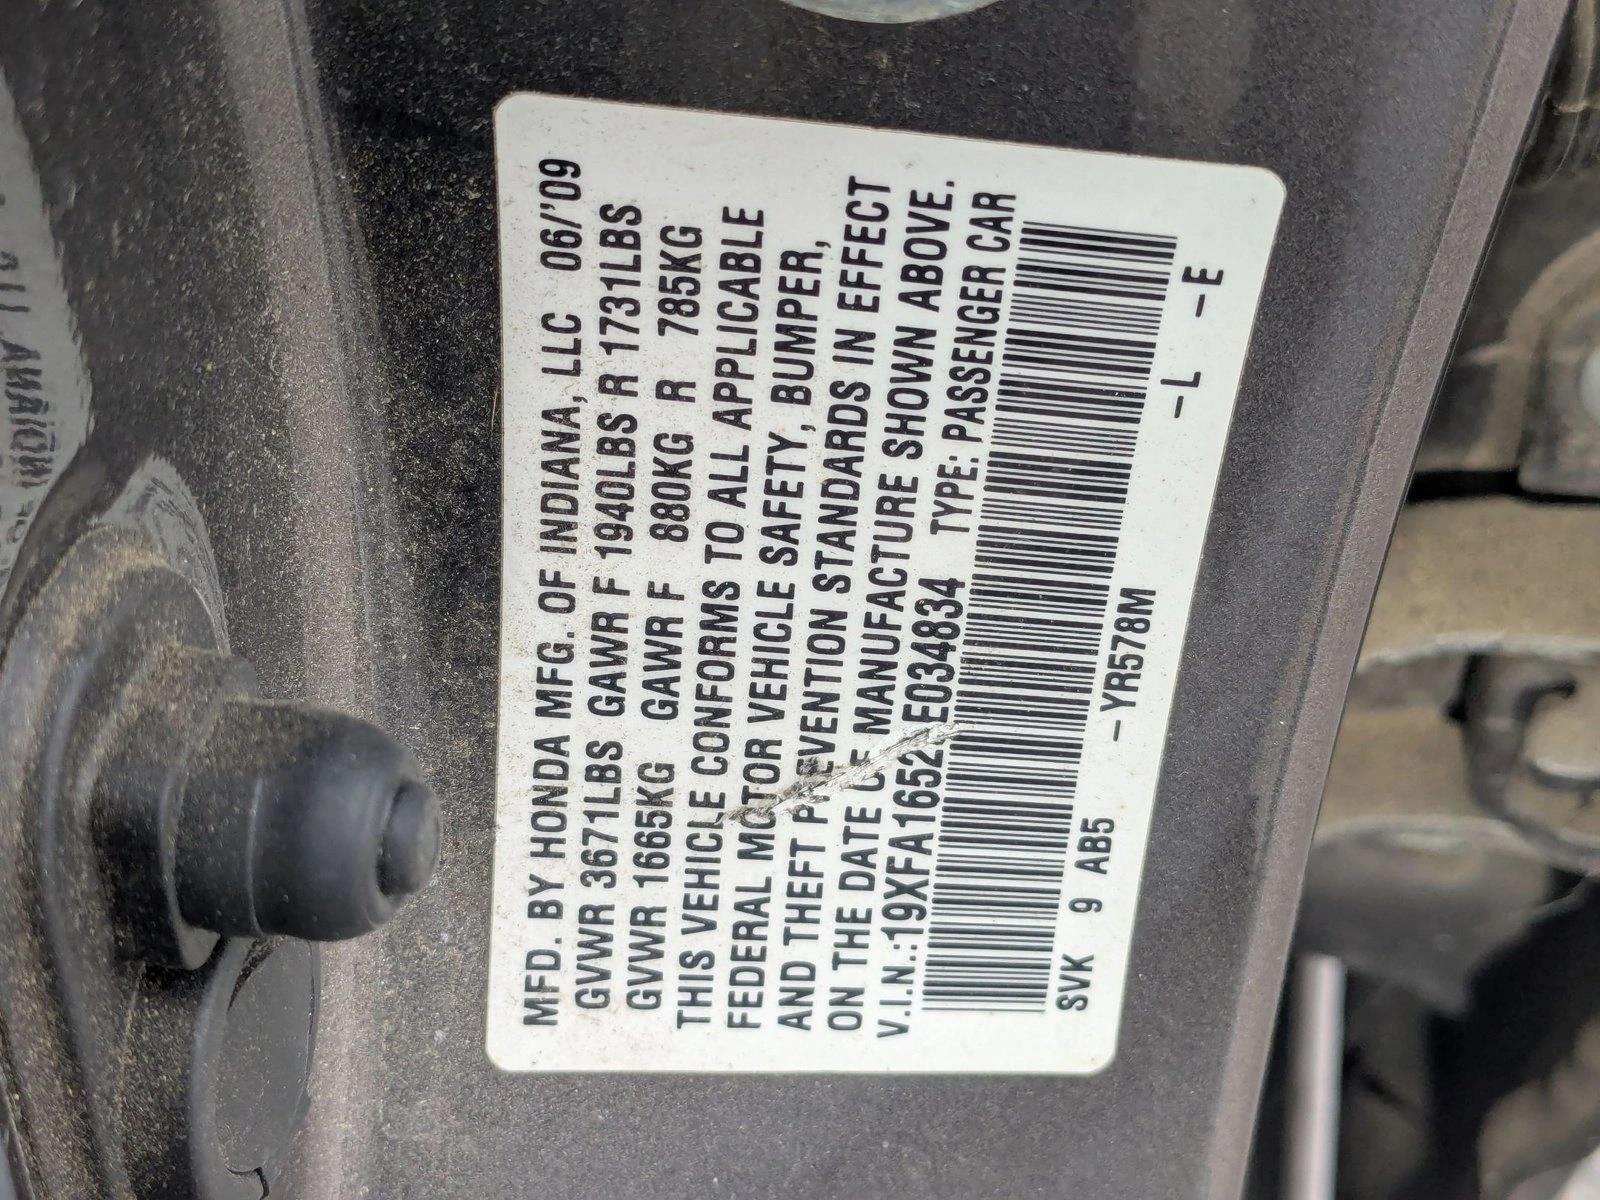 MFD. BY HONDA MFG. OF INDIANA, LLC 06/'09
GVWR 3671LBS GAWR F 1940LBS R 1731LBS
GVWR 1665KG GAWR F 880KG R 785KG
THIS VEHICLE CONFORMS TO ALL APPLICABLE
FEDERAL MOTOR VEHICLE SAFETY, BUMPER,
AND THEFT PREVENTION STANDARDS IN EFFECT
ON THE DATE OF MANUFACTURE SHOWN ABOVE.
V.I.N.: TYPE: PASSENGER CAR
SVK 9 AB5 -YR578M -L -E